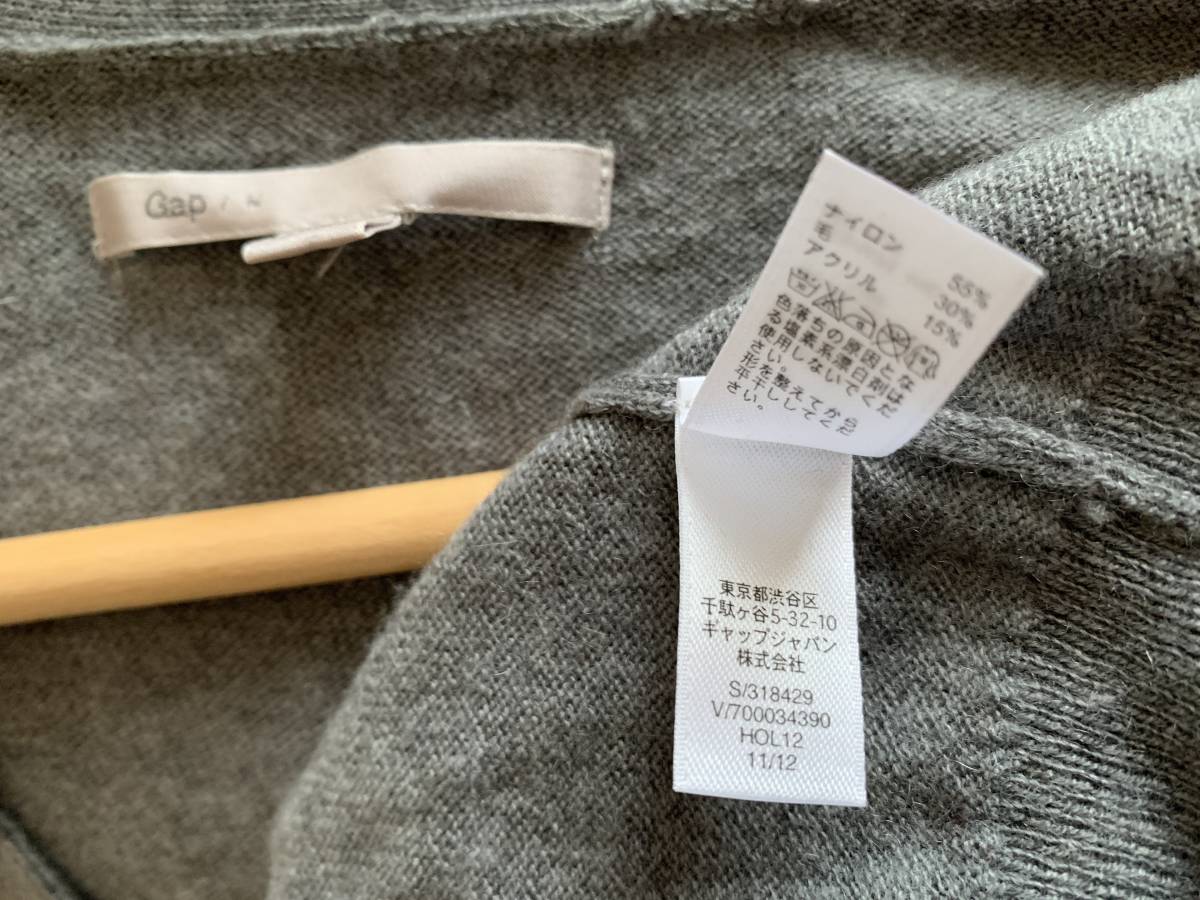 Gap
ナイロン 55%
毛 30%
アクリル 15%
色落ちの原因とな
る塩素系漂白剤は
使用しないでくだ
さい。
形を整えてから
平干ししてくだ
さい。
東京都渋谷区
千駄ヶ谷5-32-10
ギャップジャパン
株式会社
S/318429
V/700034390
HOL12
11/12